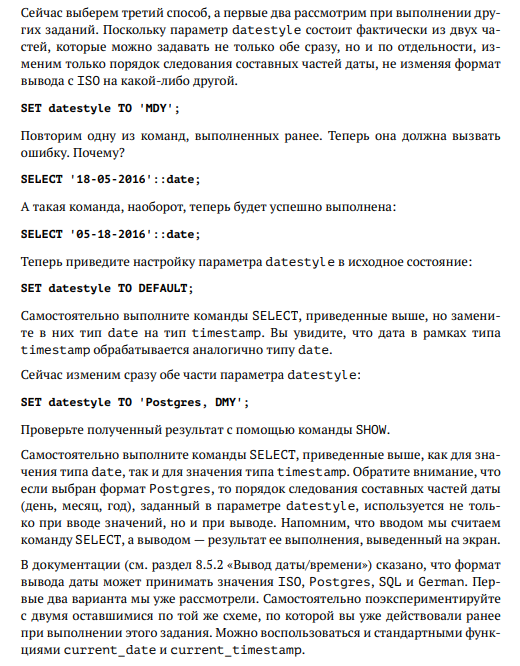 Сейчас выберем третий способ, а первые два рассмотрим при выполнении дру-
гих заданий. Поскольку параметр datestyle состоит фактически из двух ча-
стей, которые можно задавать не только обе сразу, но и по отдельности, из-
меним только порядок следования составных частей даты, не изменяя формат
вывода с ISO на какой-либо другой.
SET datestyle TO 'MDY';
Повторим одну из команд, выполненных ранее. Теперь она должна вызвать
ошибку. Почему?
SELECT '18-05-2016'::date;
А такая команда, наоборот, теперь будет успешно выполнена:
SELECT '05-18-2016'::date;
Теперь приведите настройку параметра datestyle в исходное состояние:
SET datestyle TO DEFAULT;
Самостоятельно выполните команды SELECT, приведенные выше, но замени-
те в них тип date на тип timestamp. Вы увидите, что дата в рамках типа
timestamp обрабатывается аналогично типу date.
Сейчас изменим сразу обе части параметра datestyle:
SET datestyle TO 'Postgres, DMY';
Проверьте полученный результат с помощью команды SHOW.
Самостоятельно выполните команды SELECT, приведенные выше, как для зна-
чения типа date, так и для значения типа timestamp. Обратите внимание, что
если выбран формат Postgres, то порядок следования составных частей даты
(день, месяц, год), заданный в параметре datestyle, используется не толь-
ко при вводе значений, но и при выводе. Напомним, что вводом мы считаем
команду SELECT, а выводом — результат ее выполнения, выведенный на экран.
В документации (см. раздел 8.5.2 «Вывод даты/времени») сказано, что формат
вывода даты может принимать значения ISO, Postgres, SQL и German. Пер-
вые два варианта мы уже рассмотрели. Самостоятельно поэкспериментируйте
с двумя оставшимися по той же схеме, по которой вы уже действовали ранее
при выполнении этого задания. Можно воспользоваться и стандартными функ-
циями current_date и current_timestamp.